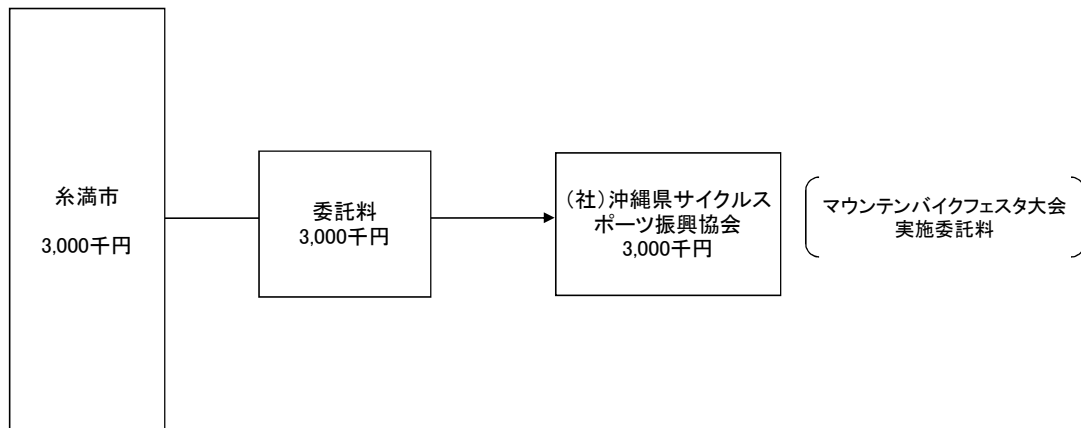 糸満市
3,000千円
委託料
3,000千円
(社)沖縄県サイクルス
ポーツ振興協会
3,000千円
マウンテンバイクフェスタ大会
実施委託料